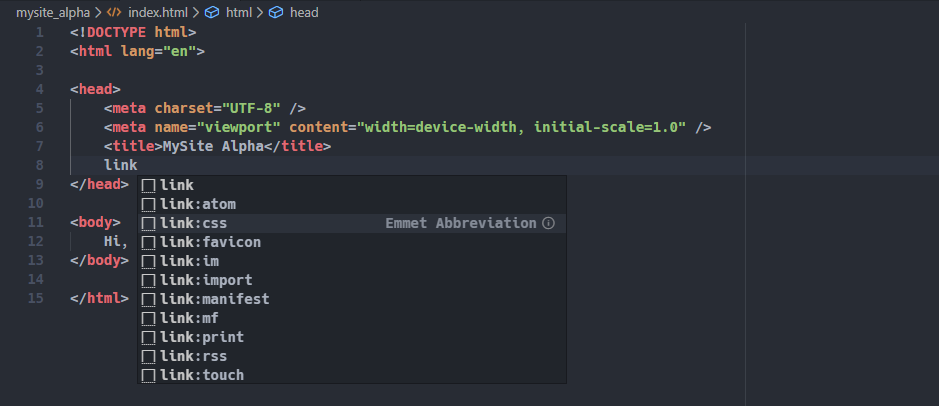 mysite_alpha > index.html > html > head
1 <!DOCTYPE html>
2 <html lang="en">
3
4 <head>
5 <meta charset="UTF-8" />
6 <meta name="viewport" content="width=device-width, initial-scale=1.0" />
7 <title>MySite Alpha</title>
8 link
9 </head>
link
10
link:atom
11 <body>
link:css Emmet Abbreviation
12 Hi,
link:favicon
13 </body>
link:im
14
link:import
15 </html>
link:manifest
link:mf
link:print
link:rss
link:touch